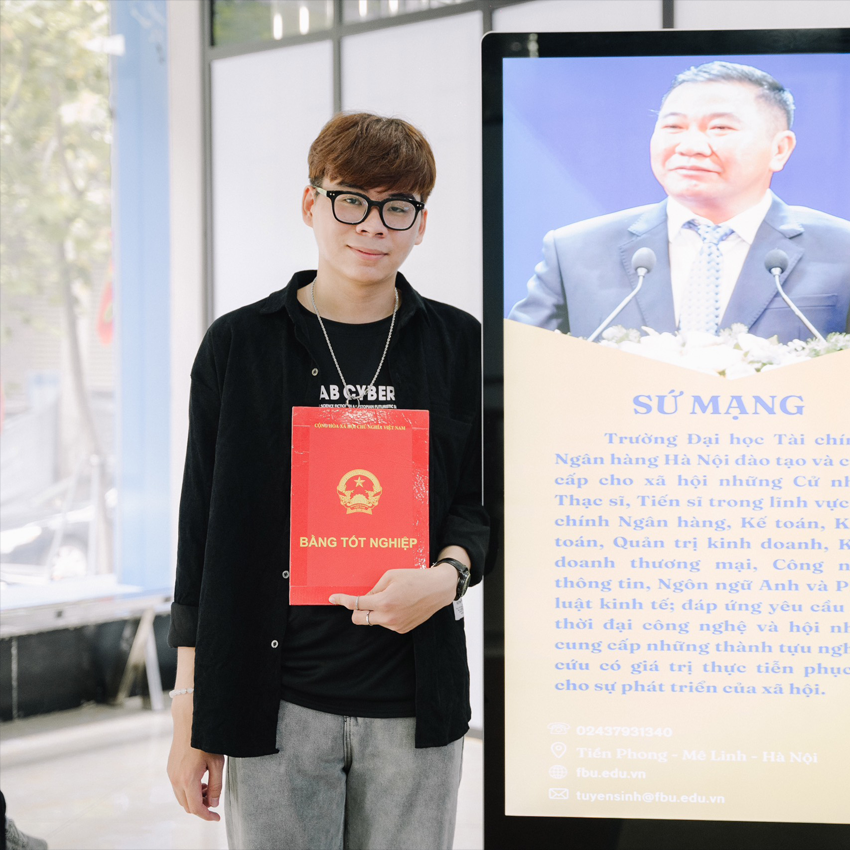 AB CYBER
CỘNG HÒA XÃ HỘI CHỦ NGHĨA VIỆT NAM
BẰNG TỐT NGHIỆP
SỨ MẠNG
Trường Đại học Tài chín
Ngân hàng Hà Nội đào tạo và c
cấp cho xã hội những Cử nh
Thạc sĩ, Tiến sĩ trong lĩnh vực
chính Ngân hàng, Kế toán, K
toán, Quản trị kinh doanh, K
doanh thương mại, Công n
thông tin, Ngôn ngữ Anh và P
luật kinh tế; đáp ứng yêu cầu
thời đại công nghệ và hội nh
cung cấp những thành tựu ngh
cứu có giá trị thực tiễn phục
cho sự phát triển của xã hội.
02437931340
Tiền Phong - Mê Linh - Hà Nội
fbu.edu.vn
tuyensinh@fbu.edu.vn